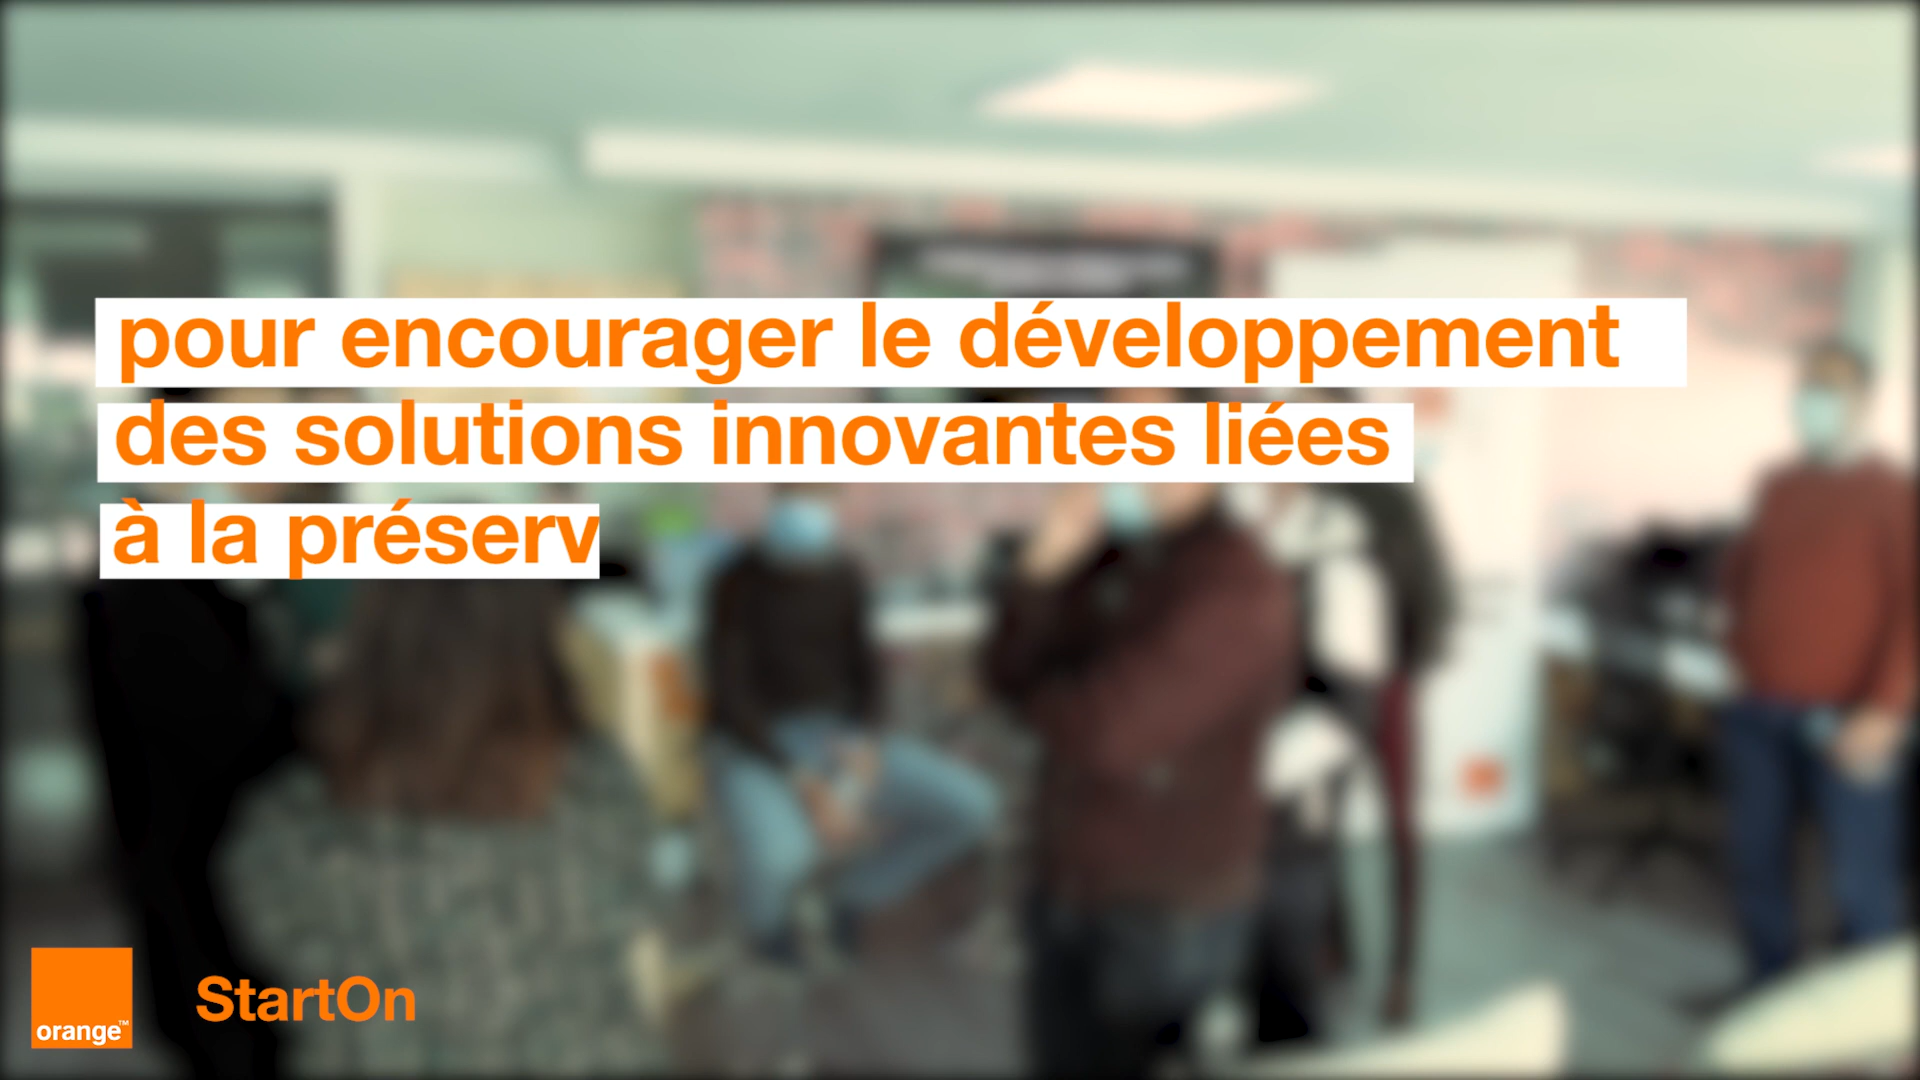 pour encourager le développement
des solutions innovantes liées
à la préserv
orange™
StartOn